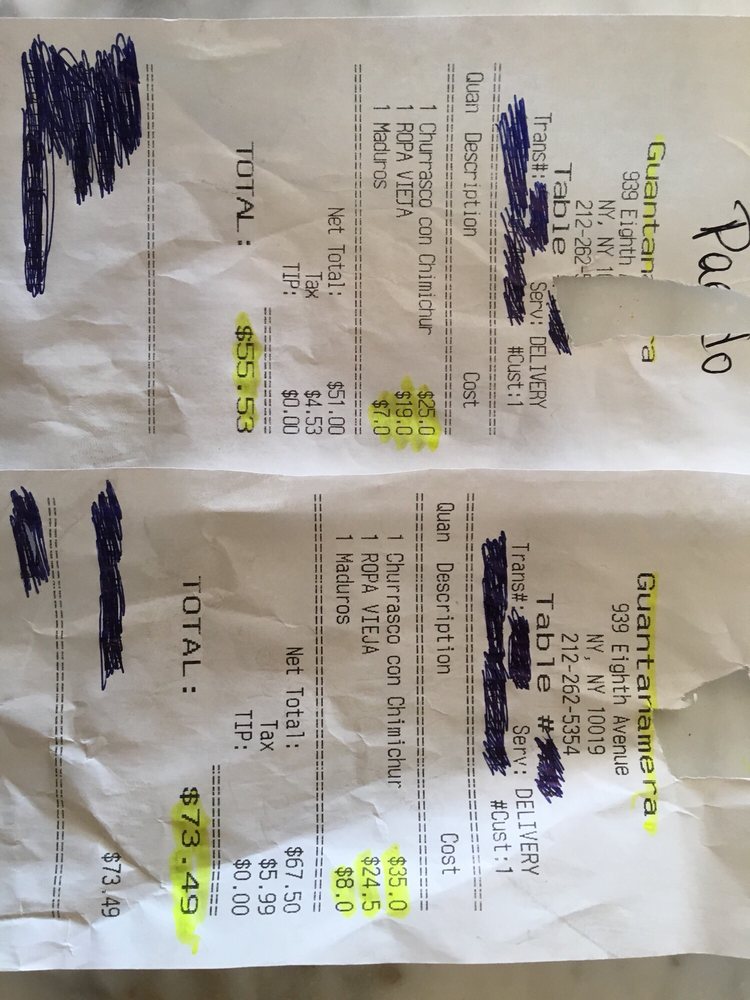 Guantan ra
939 Eighth
NY, NY 1
212-262-
Table
Trans#: Serv: DELIVERY
#Cust:1
Quan Description Cost
1 Churrasco con Chimichur $25.0
1 ROPA VIEJA $19.0
1 Maduros $7.0
Net Total: $51.00
Tax $4.53
TIP: $0.00
TOTAL: $55.53
Guantanamera
939 Eighth Avenue
NY, NY 10019
212-262-5354
Table #
Trans#: Serv: DELIVERY
#Cust:1
Quan Description Cost
1 Churrasco con Chimichur $35.0
1 ROPA VIEJA $24.5
1 Maduros $8.0
Net Total: $67.50
Tax $5.99
TIP: $0.00
TOTAL: $73.49
$73.49